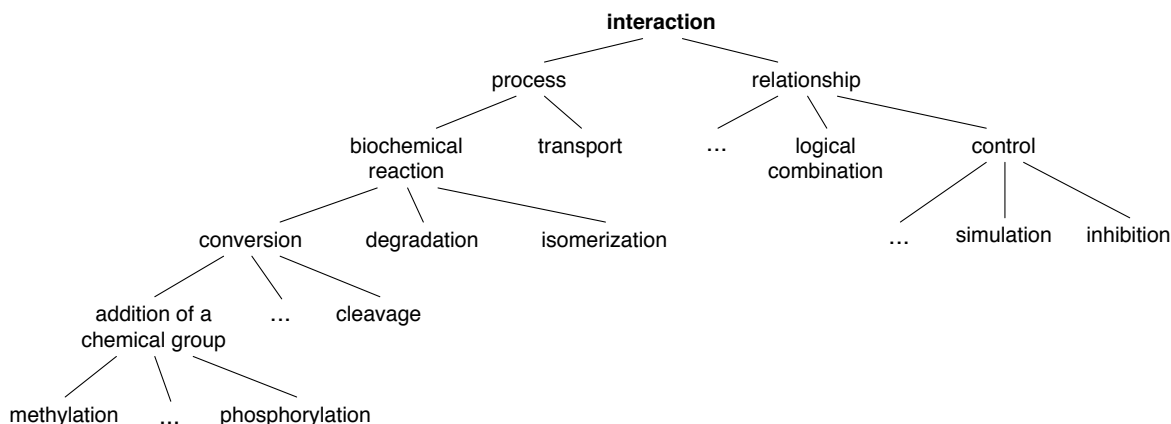 interaction
process relationship
biochemical
reaction transport ... logical
combination control
conversion degradation isomerization ... simulation inhibition
addition of a
chemical group ... cleavage
methylation ... phosphorylation